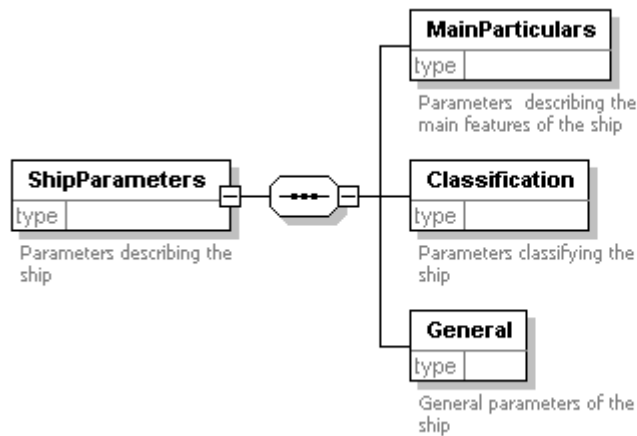 MainParticulars
type
Parameters describing the
main features of the ship
ShipParameters
type
Parameters describing the
ship
Classification
type
Parameters classifying the
ship
General
type
General parameters of the
ship